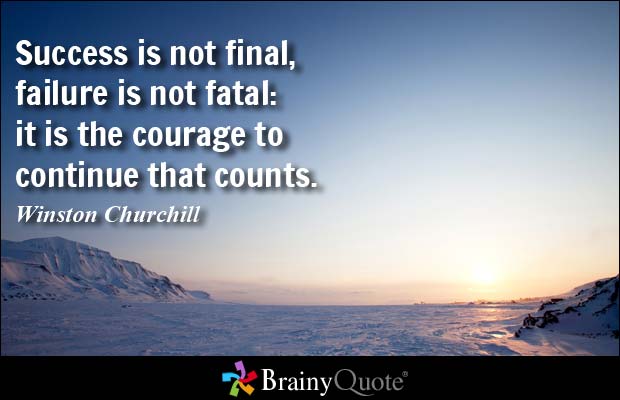 Success is not final,
failure is not fatal:
it is the courage to
continue that counts.
Winston Churchill
BrainyQuote®